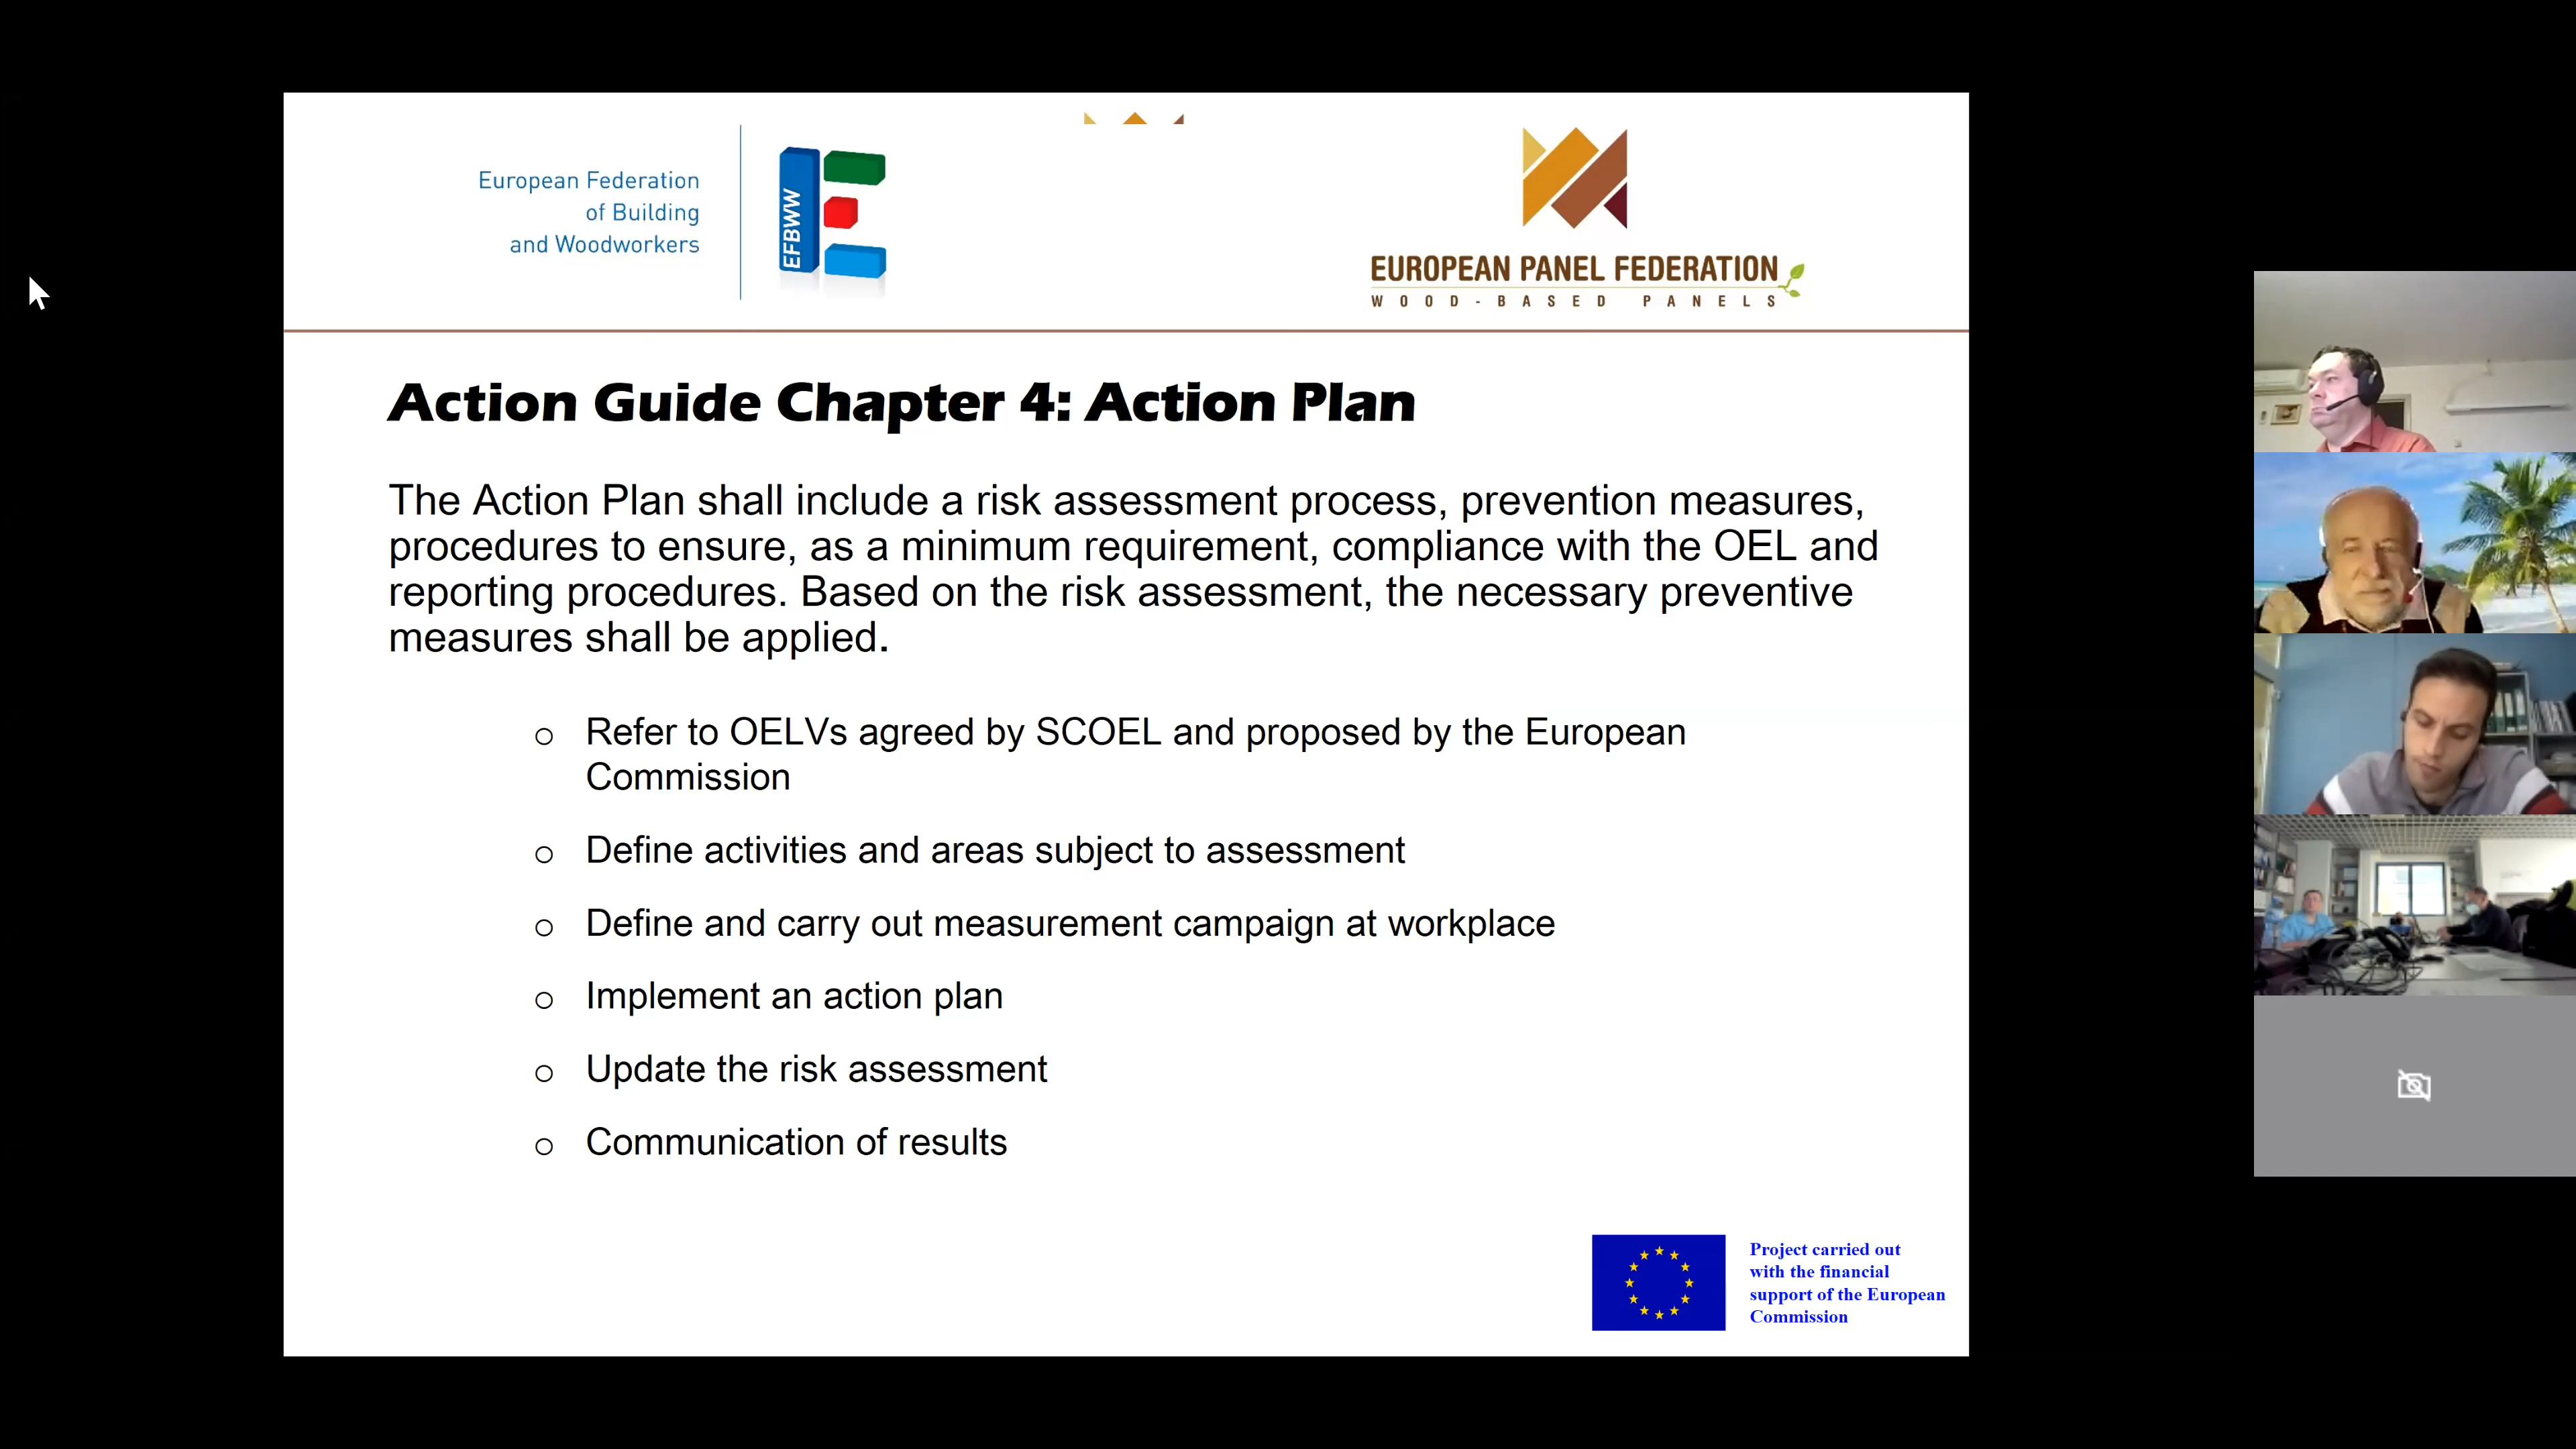 European Federation
of Building
and Woodworkers
EFBWW
EUROPEAN PANEL FEDERATION
WOOD-BASED PANELS
Action Guide Chapter 4: Action Plan
The Action Plan shall include a risk assessment process, prevention measures,
procedures to ensure, as a minimum requirement, compliance with the OEL and
reporting procedures. Based on the risk assessment, the necessary preventive
measures shall be applied.
o Refer to OELVs agreed by SCOEL and proposed by the European
Commission
o Define activities and areas subject to assessment
o Define and carry out measurement campaign at workplace
o Implement an action plan
o Update the risk assessment
o Communication of results
Project carried out
with the financial
support of the European
Commission